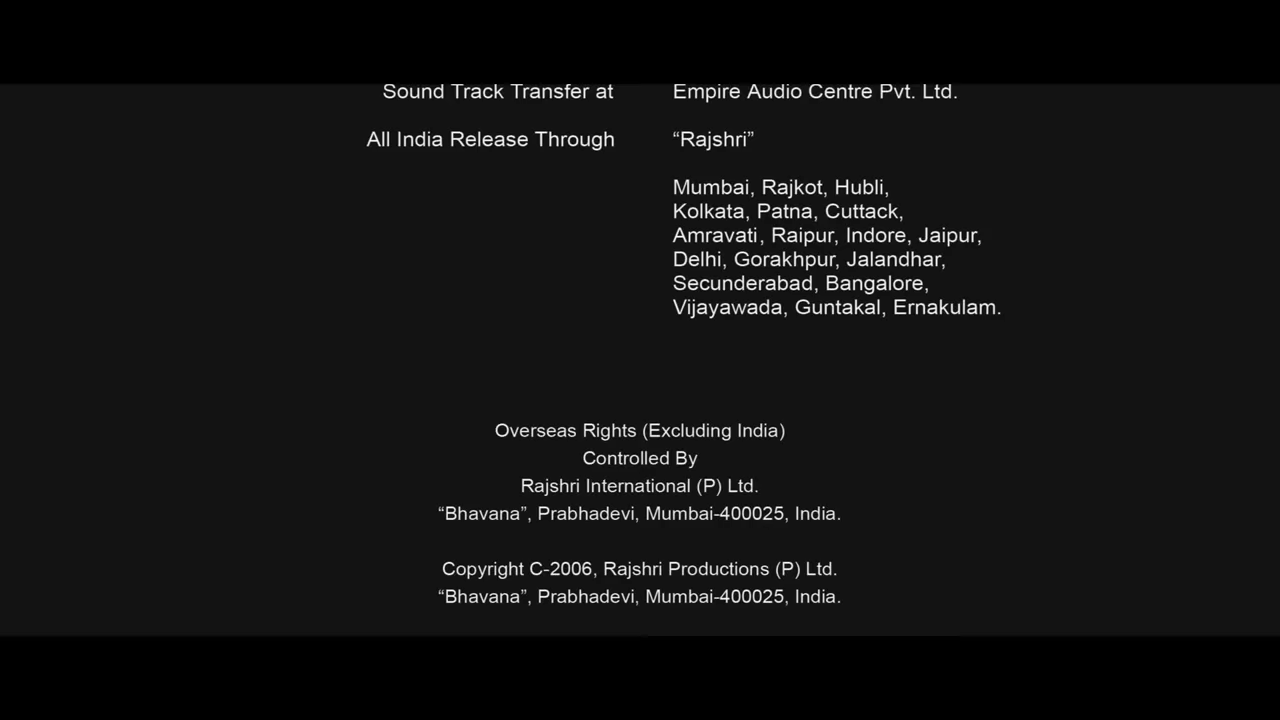 Sound Track Transfer at Empire Audio Centre Pvt. Ltd.
All India Release Through “Rajshri”
Mumbai, Rajkot, Hubli,
Kolkata, Patna, Cuttack,
Amravati, Raipur, Indore, Jaipur,
Delhi, Gorakhpur, Jalandhar,
Secunderabad, Bangalore,
Vijayawada, Guntakal, Ernakulam.
Overseas Rights (Excluding India)
Controlled By
Rajshri International (P) Ltd.
“Bhavana”, Prabhadevi, Mumbai-400025, India.
Copyright C-2006, Rajshri Productions (P) Ltd.
“Bhavana”, Prabhadevi, Mumbai-400025, India.